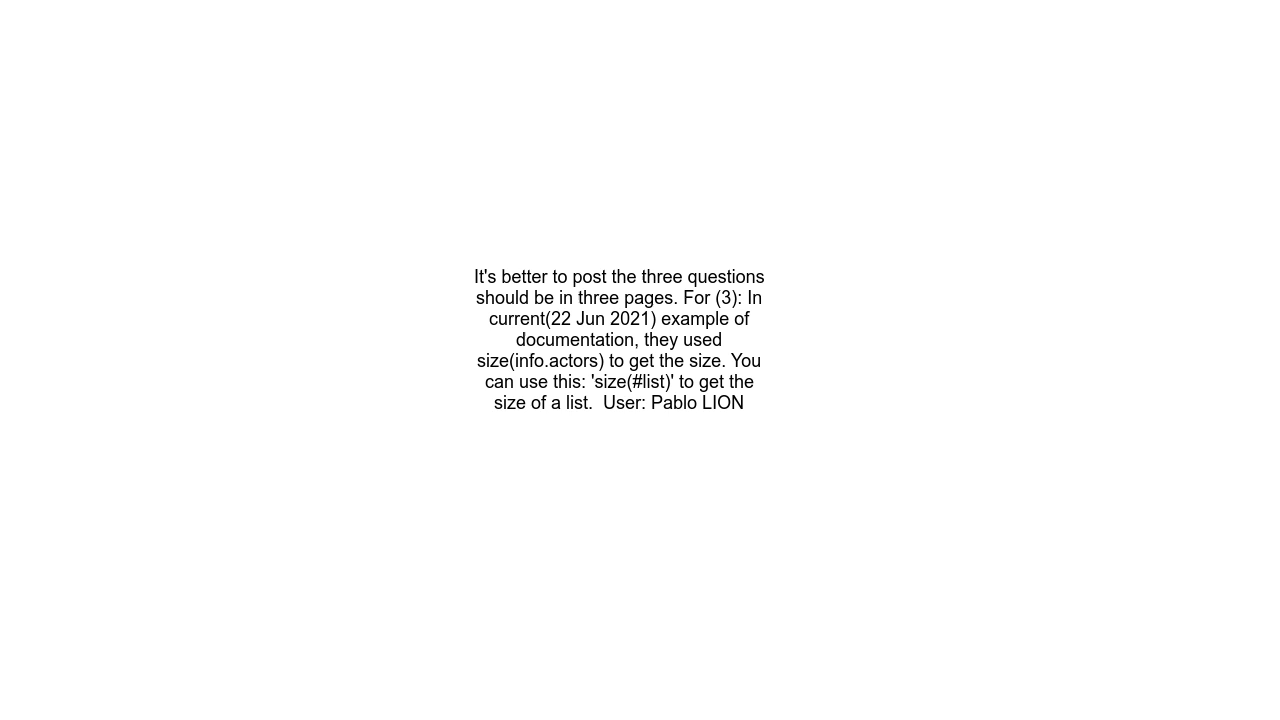 It's better to post the three questions
should be in three pages. For (3): In
current(22 Jun 2021) example of
documentation, they used
size(info.actors) to get the size. You
can use this: 'size(#list)' to get the
size of a list.  User: Pablo LION